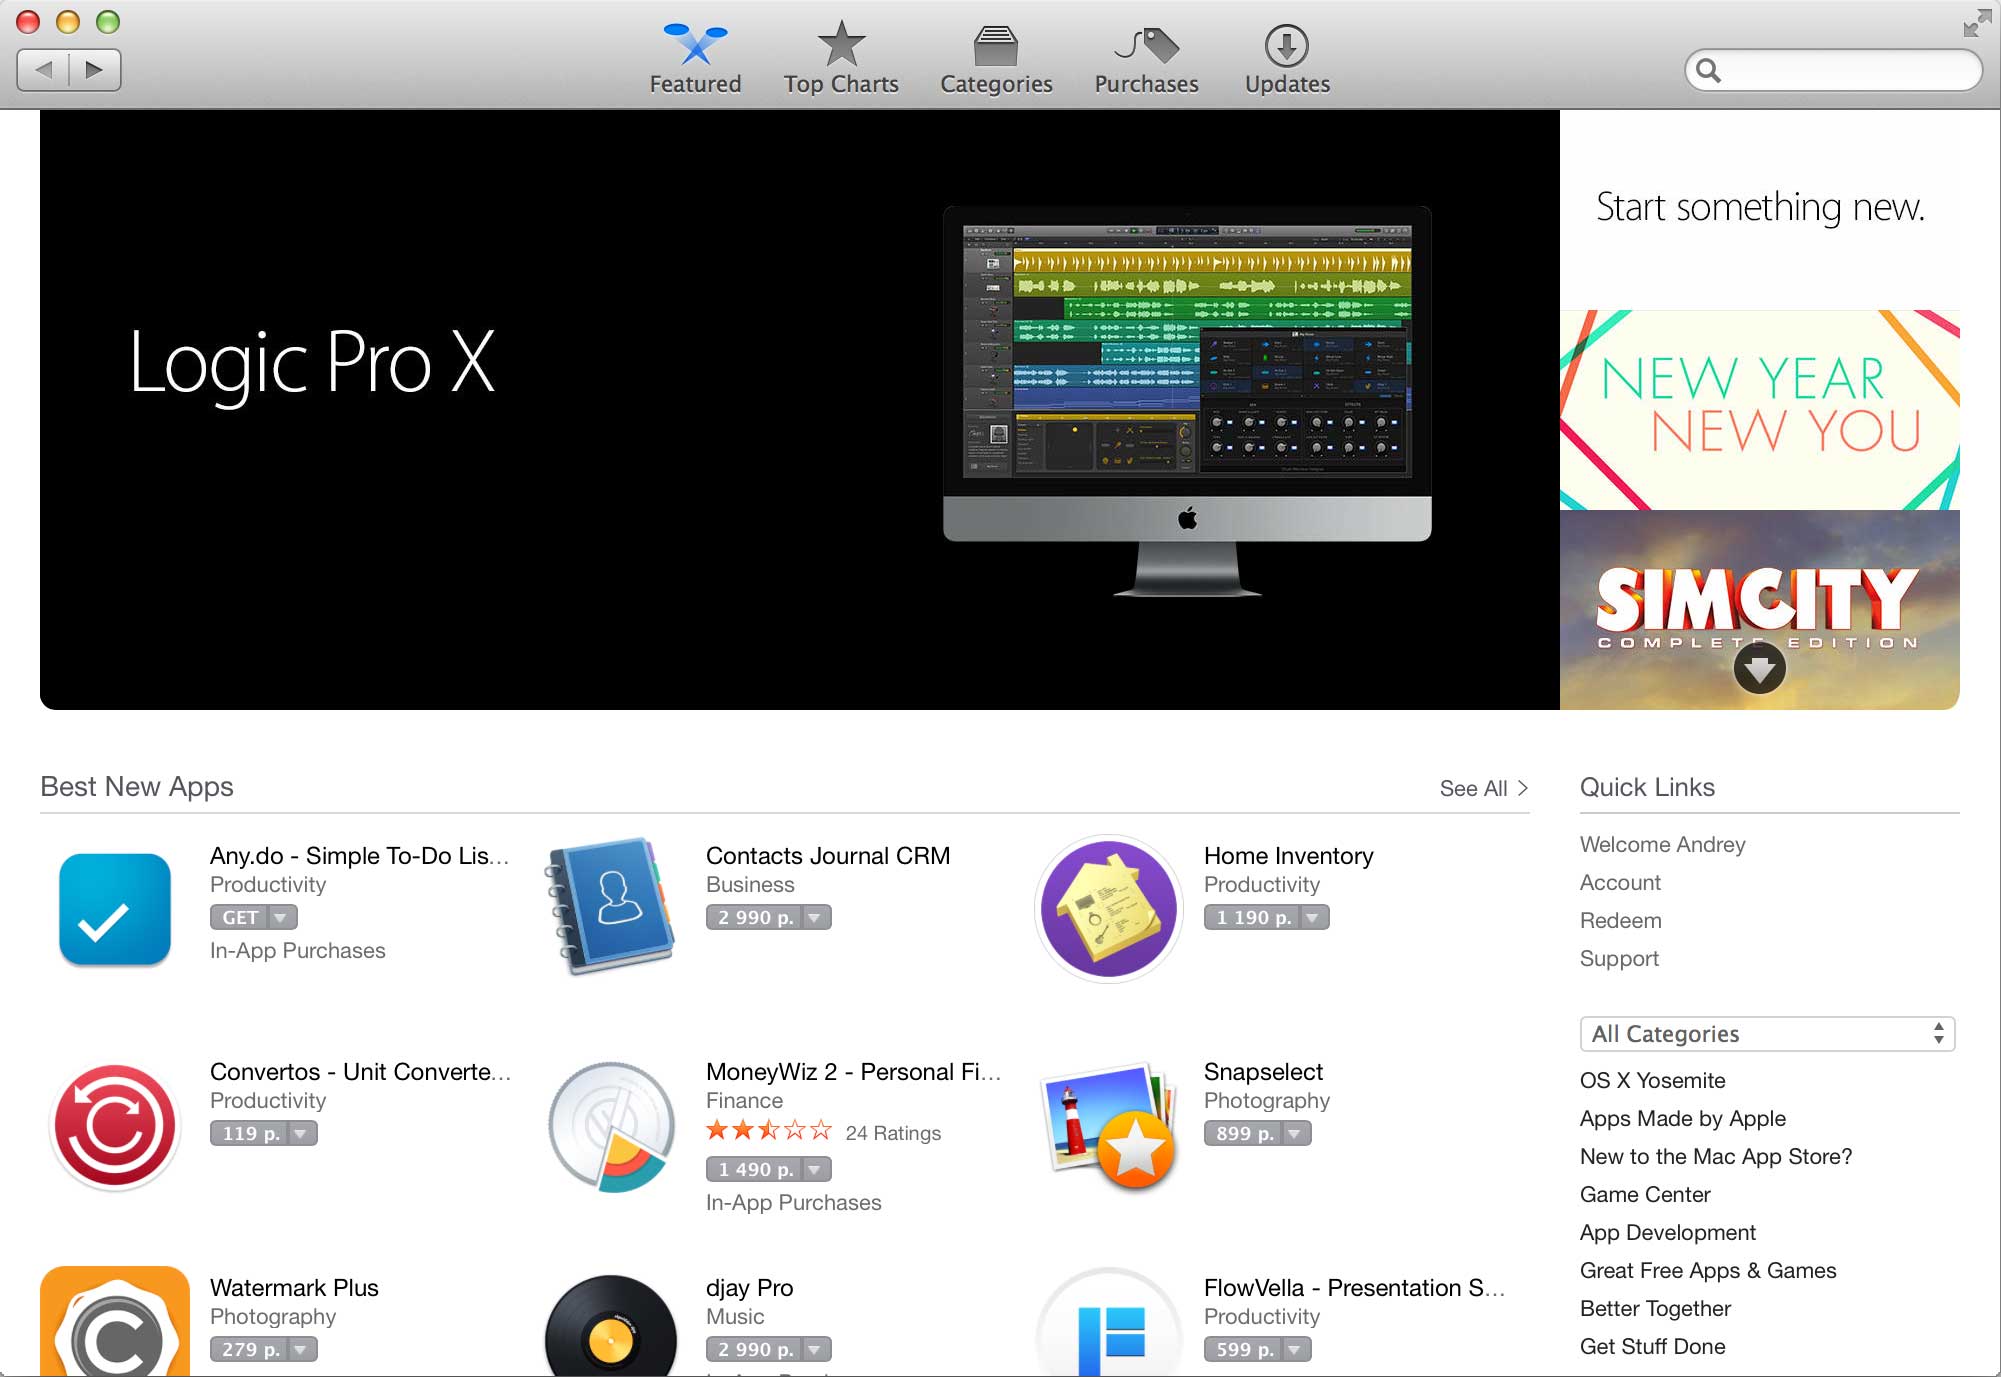 Featured
Top Charts
Categories
Purchases
Updates
Logic Pro X
Start something new.
NEW YEAR
NEW YOU
SIMCITY
COMPLETE EDITION
Best New Apps
See All
Any.do - Simple To-Do Lis...
Productivity
GET
In-App Purchases
Contacts Journal CRM
Business
2 990 р.
Home Inventory
Productivity
1 190 р.
Convertos - Unit Converte...
Productivity
119 р.
MoneyWiz 2 - Personal Fi...
Finance
24 Ratings
1 490 р.
In-App Purchases
Snapselect
Photography
899 р.
Watermark Plus
Photography
279 р.
djay Pro
Music
2 990 р.
FlowVella - Presentation S...
Productivity
599 р.
Quick Links
Welcome Andrey
Account
Redeem
Support
All Categories
OS X Yosemite
Apps Made by Apple
New to the Mac App Store?
Game Center
App Development
Great Free Apps & Games
Better Together
Get Stuff Done